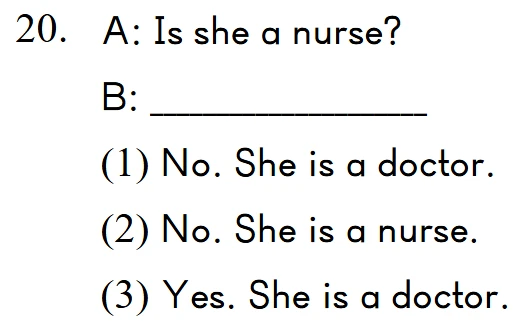 20. A: Is she a nurse?
B: ____________________
(1) No. She is a doctor.
(2) No. She is a nurse.
(3) Yes. She is a doctor.